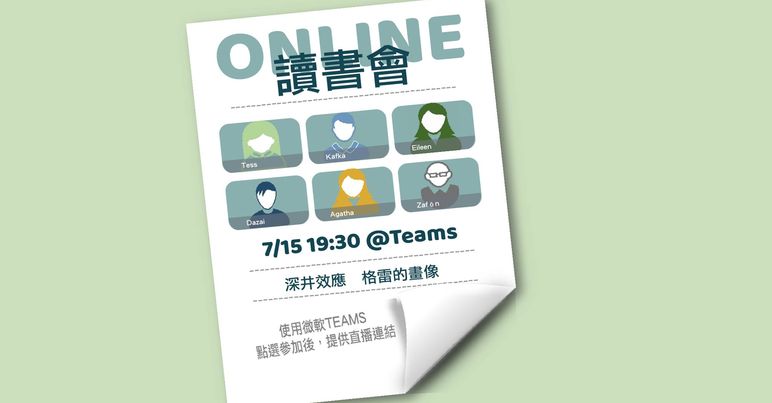 ONLINE
讀書會
Tess
Kafka
Eileen
Dazai
Agatha
Zafón
7/15 19:30 @Teams
深井效應 格雷的畫像
使用微軟TEAMS
點選參加後，提供直播連結